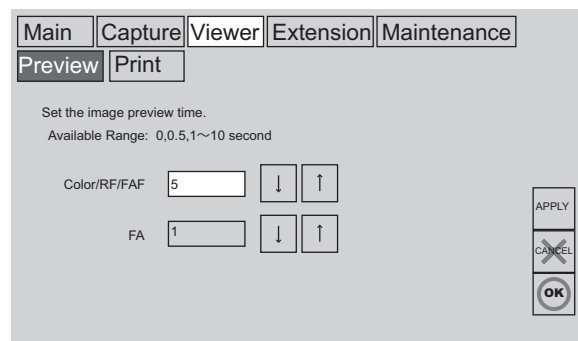 Main Capture Viewer Extension Maintenance
Preview Print
Set the image preview time.
Available Range: 0,0.5,1～10 second
Color/RF/FAF 5 ↓ ↑
FA 1 ↓ ↑
APPLY
CANCEL
OK